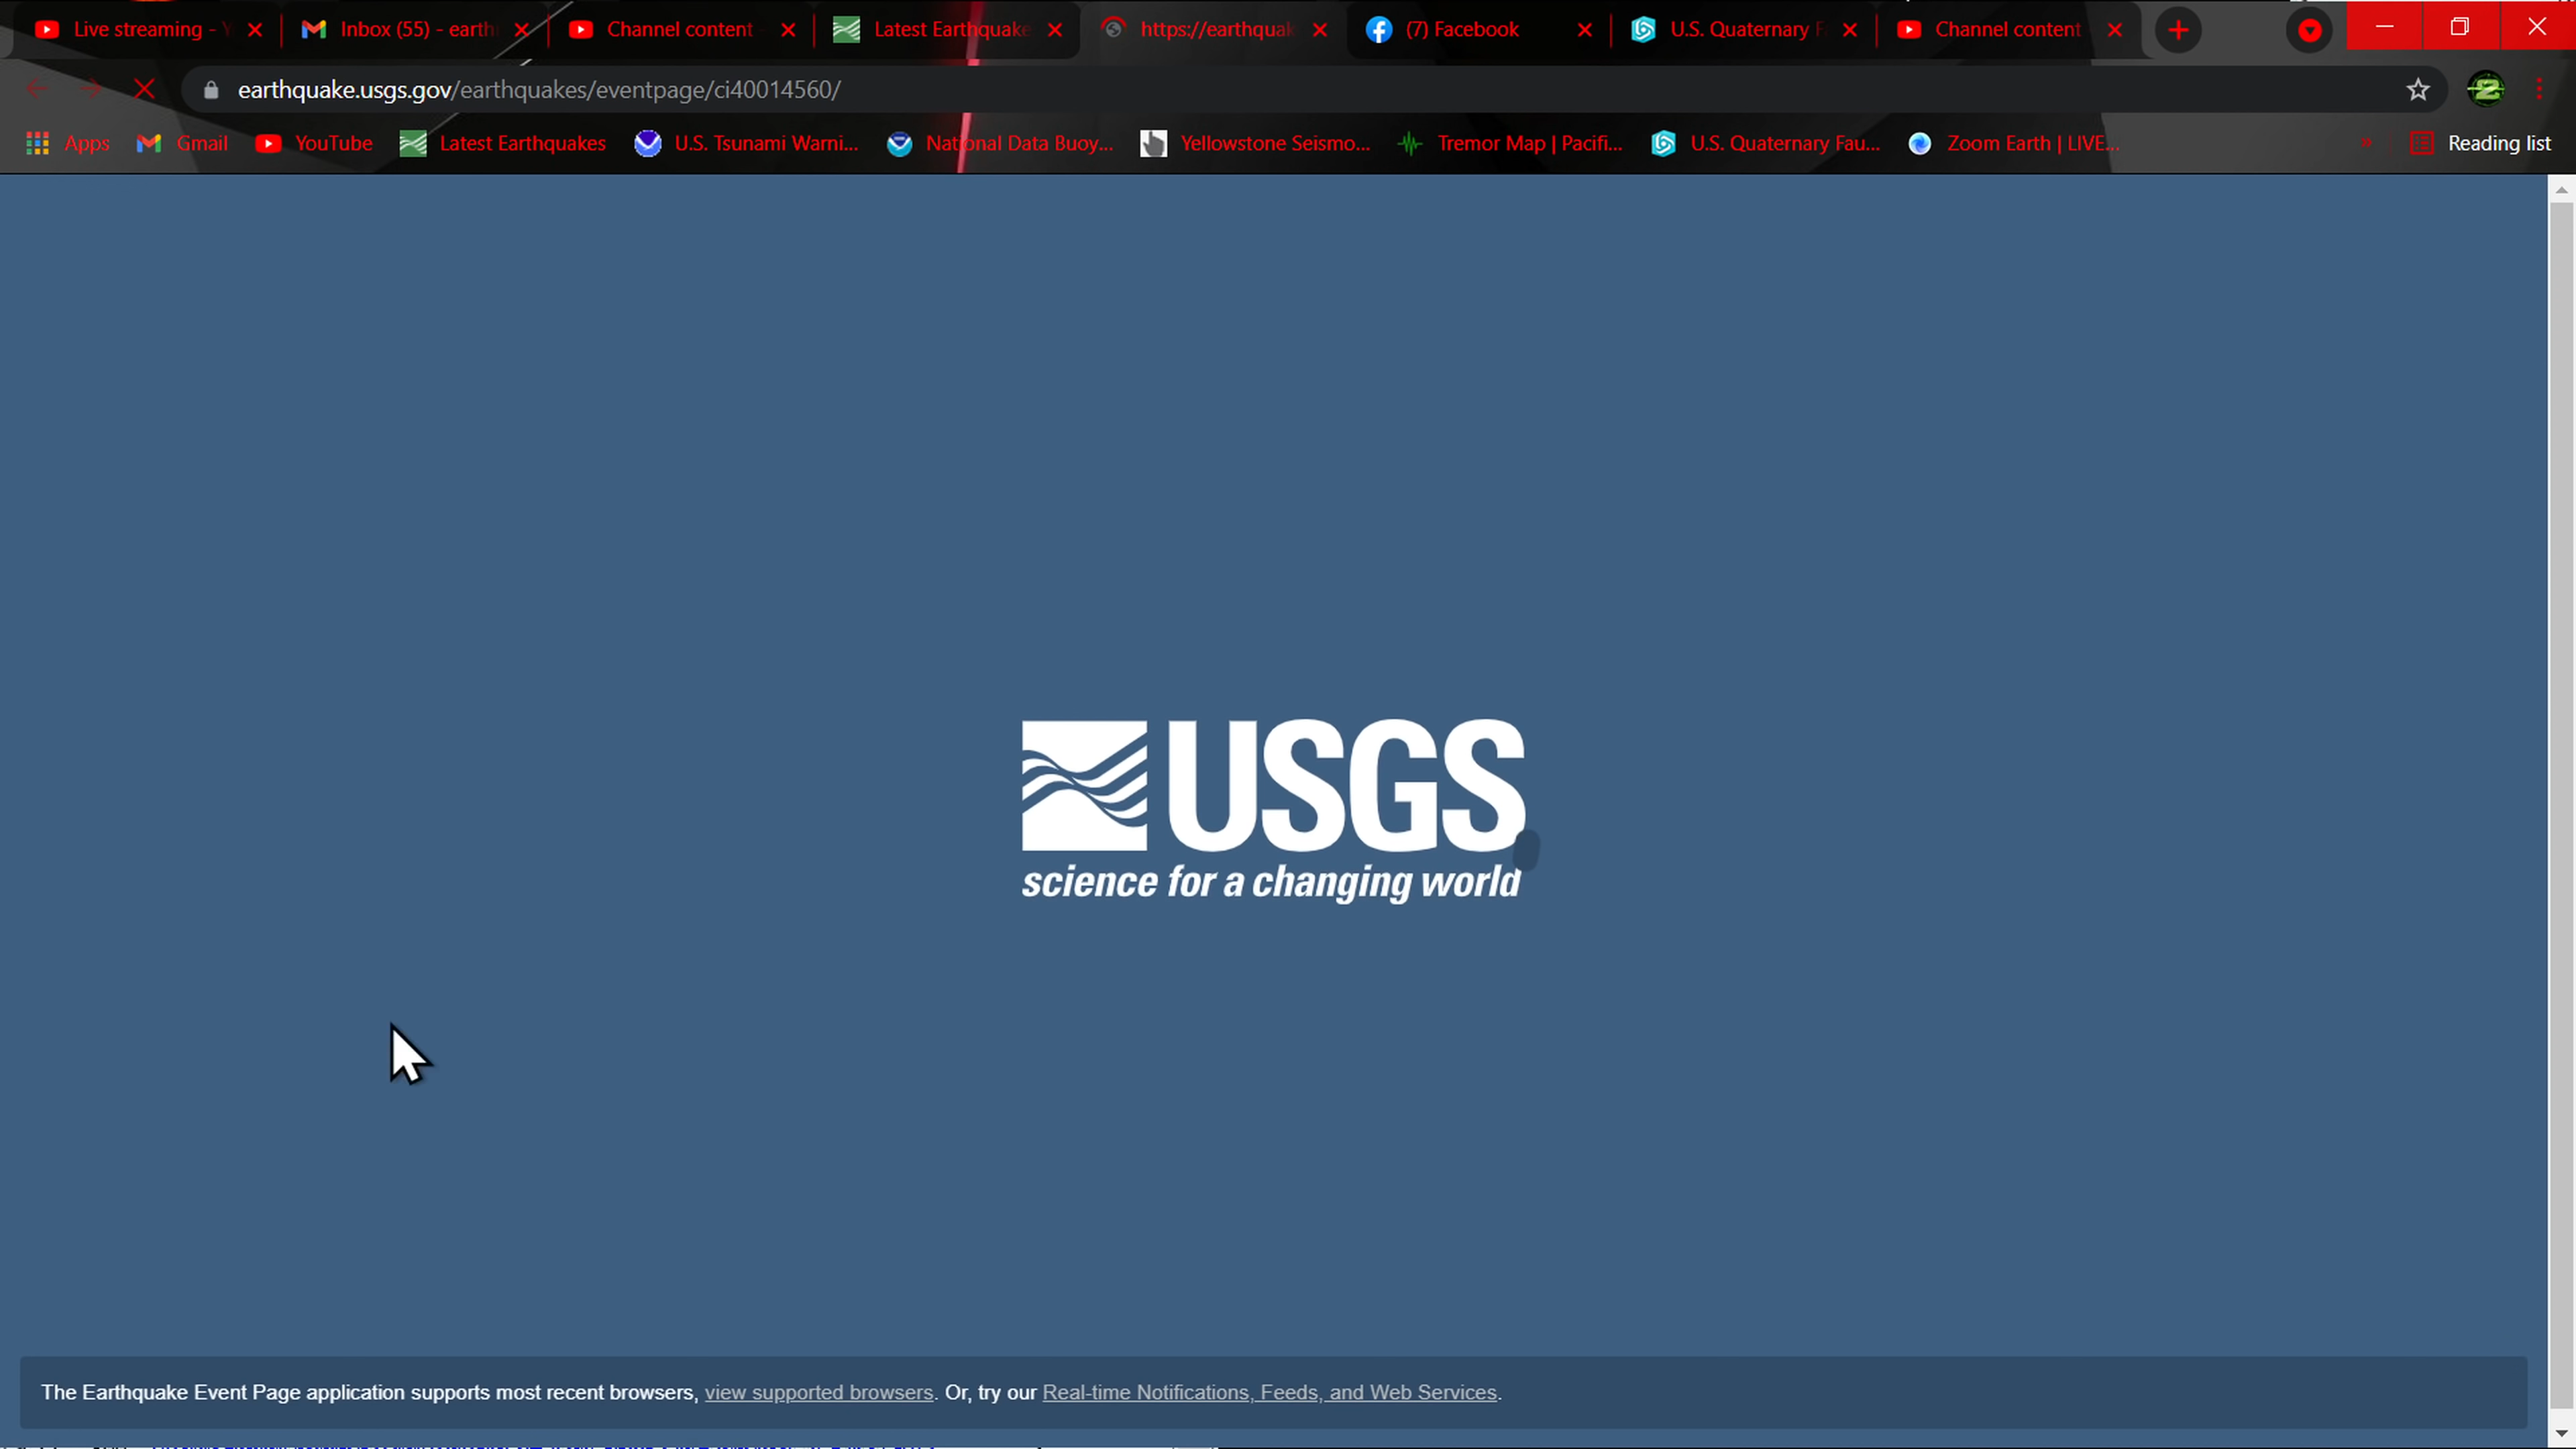 Live streaming - Inbox (55) - earth Channel content - Latest Earthquake https://earthquak (7) Facebook U.S. Quaternary F Channel content
earthquake.usgs.gov/earthquakes/eventpage/ci40014560/
Apps Gmail YouTube Latest Earthquakes U.S. Tsunami Warni... National Data Buoy... Yellowstone Seismo... Tremor Map | Pacifi... U.S. Quaternary Fau... Zoom Earth | LIVE... » Reading list
USGS
science for a changing world
The Earthquake Event Page application supports most recent browsers, view supported browsers. Or, try our Real-time Notifications, Feeds, and Web Services.